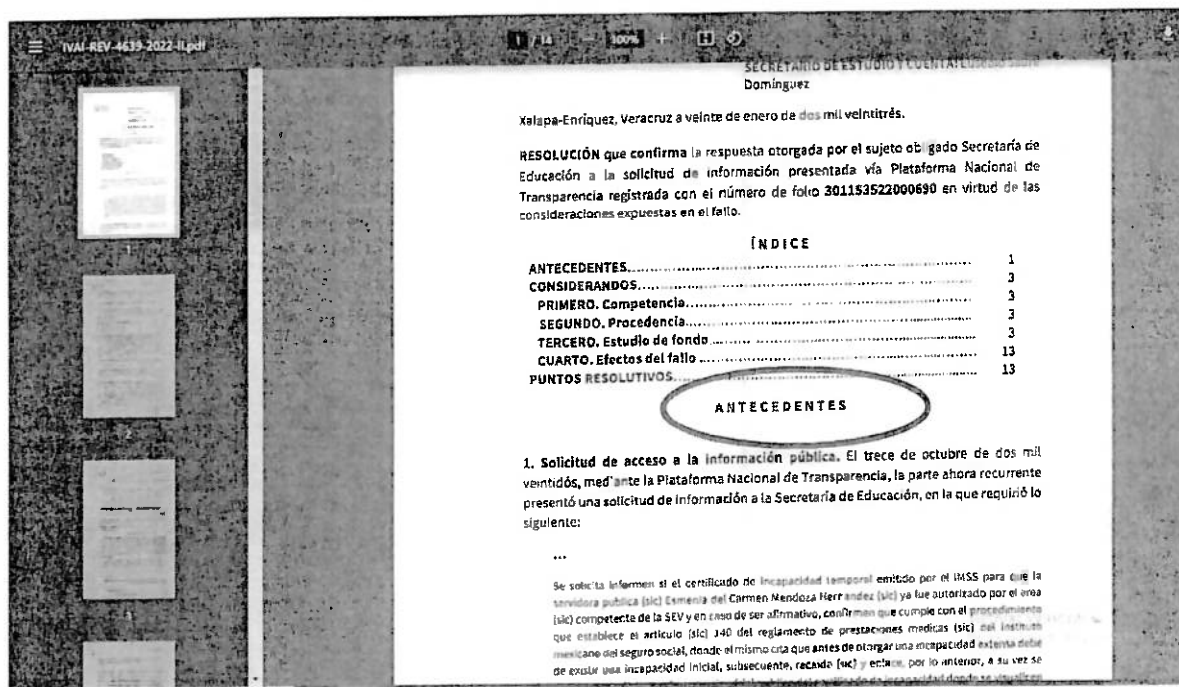 IVAI-REV-4639-2022-II.pdf
1 / 14 — 100% +
SECRETARIO DE ESTUDIO Y CUENTA:
Domínguez
Xalapa-Enríquez, Veracruz a veinte de enero de dos mil veintitrés.
RESOLUCIÓN que confirma la respuesta otorgada por el sujeto obligado Secretaría de
Educación a la solicitud de información presentada vía Plataforma Nacional de
Transparencia registrada con el número de folio 301153522000690 en virtud de las
consideraciones expuestas en el fallo.
ÍNDICE
ANTECEDENTES 1
CONSIDERANDOS 3
PRIMERO. Competencia 3
SEGUNDO. Procedencia 3
TERCERO. Estudio de fondo 3
CUARTO. Efectos del fallo 13
PUNTOS RESOLUTIVOS 13
ANTECEDENTES
1. Solicitud de acceso a la información pública. El trece de octubre de dos mil
veintidós, mediante la Plataforma Nacional de Transparencia, la parte ahora recurrente
presentó una solicitud de información a la Secretaría de Educación, en la que requirió lo
siguiente:
...
Se solicita informen si el certificado de incapacidad temporal emitido por el IMSS para que la
servidora publica (sic) Esmenia del Carmen Mendoza Hernandez (sic) ya fue autorizado por el area
(sic) competente de la SEV y en caso de ser afirmativo, confirmen que cumple con el procedimiento
que establece el articulo (sic) 140 del reglamento de prestaciones medicas (sic) del instituto
mexicano del seguro social, donde el mismo cita que antes de otorgar una incapacidad externa debe
de existir una incapacidad inicial, subsecuente, recaida (sic) y enlace, por lo anterior, a su vez se
1
2
3